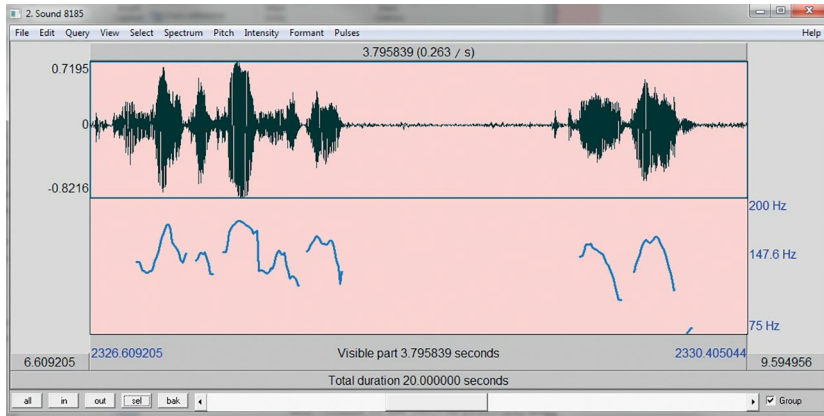 2. Sound 8185
File Edit Query View Select Spectrum Pitch Intensity Formant Pulses Help
3.795839 (0.263 / s)
0.7195
0
-0.8216
200 Hz
147.6 Hz
75 Hz
6.609205 2326.609205 Visible part 3.795839 seconds 2330.405044 9.594956
Total duration 20.000000 seconds
all in out sel bak Group